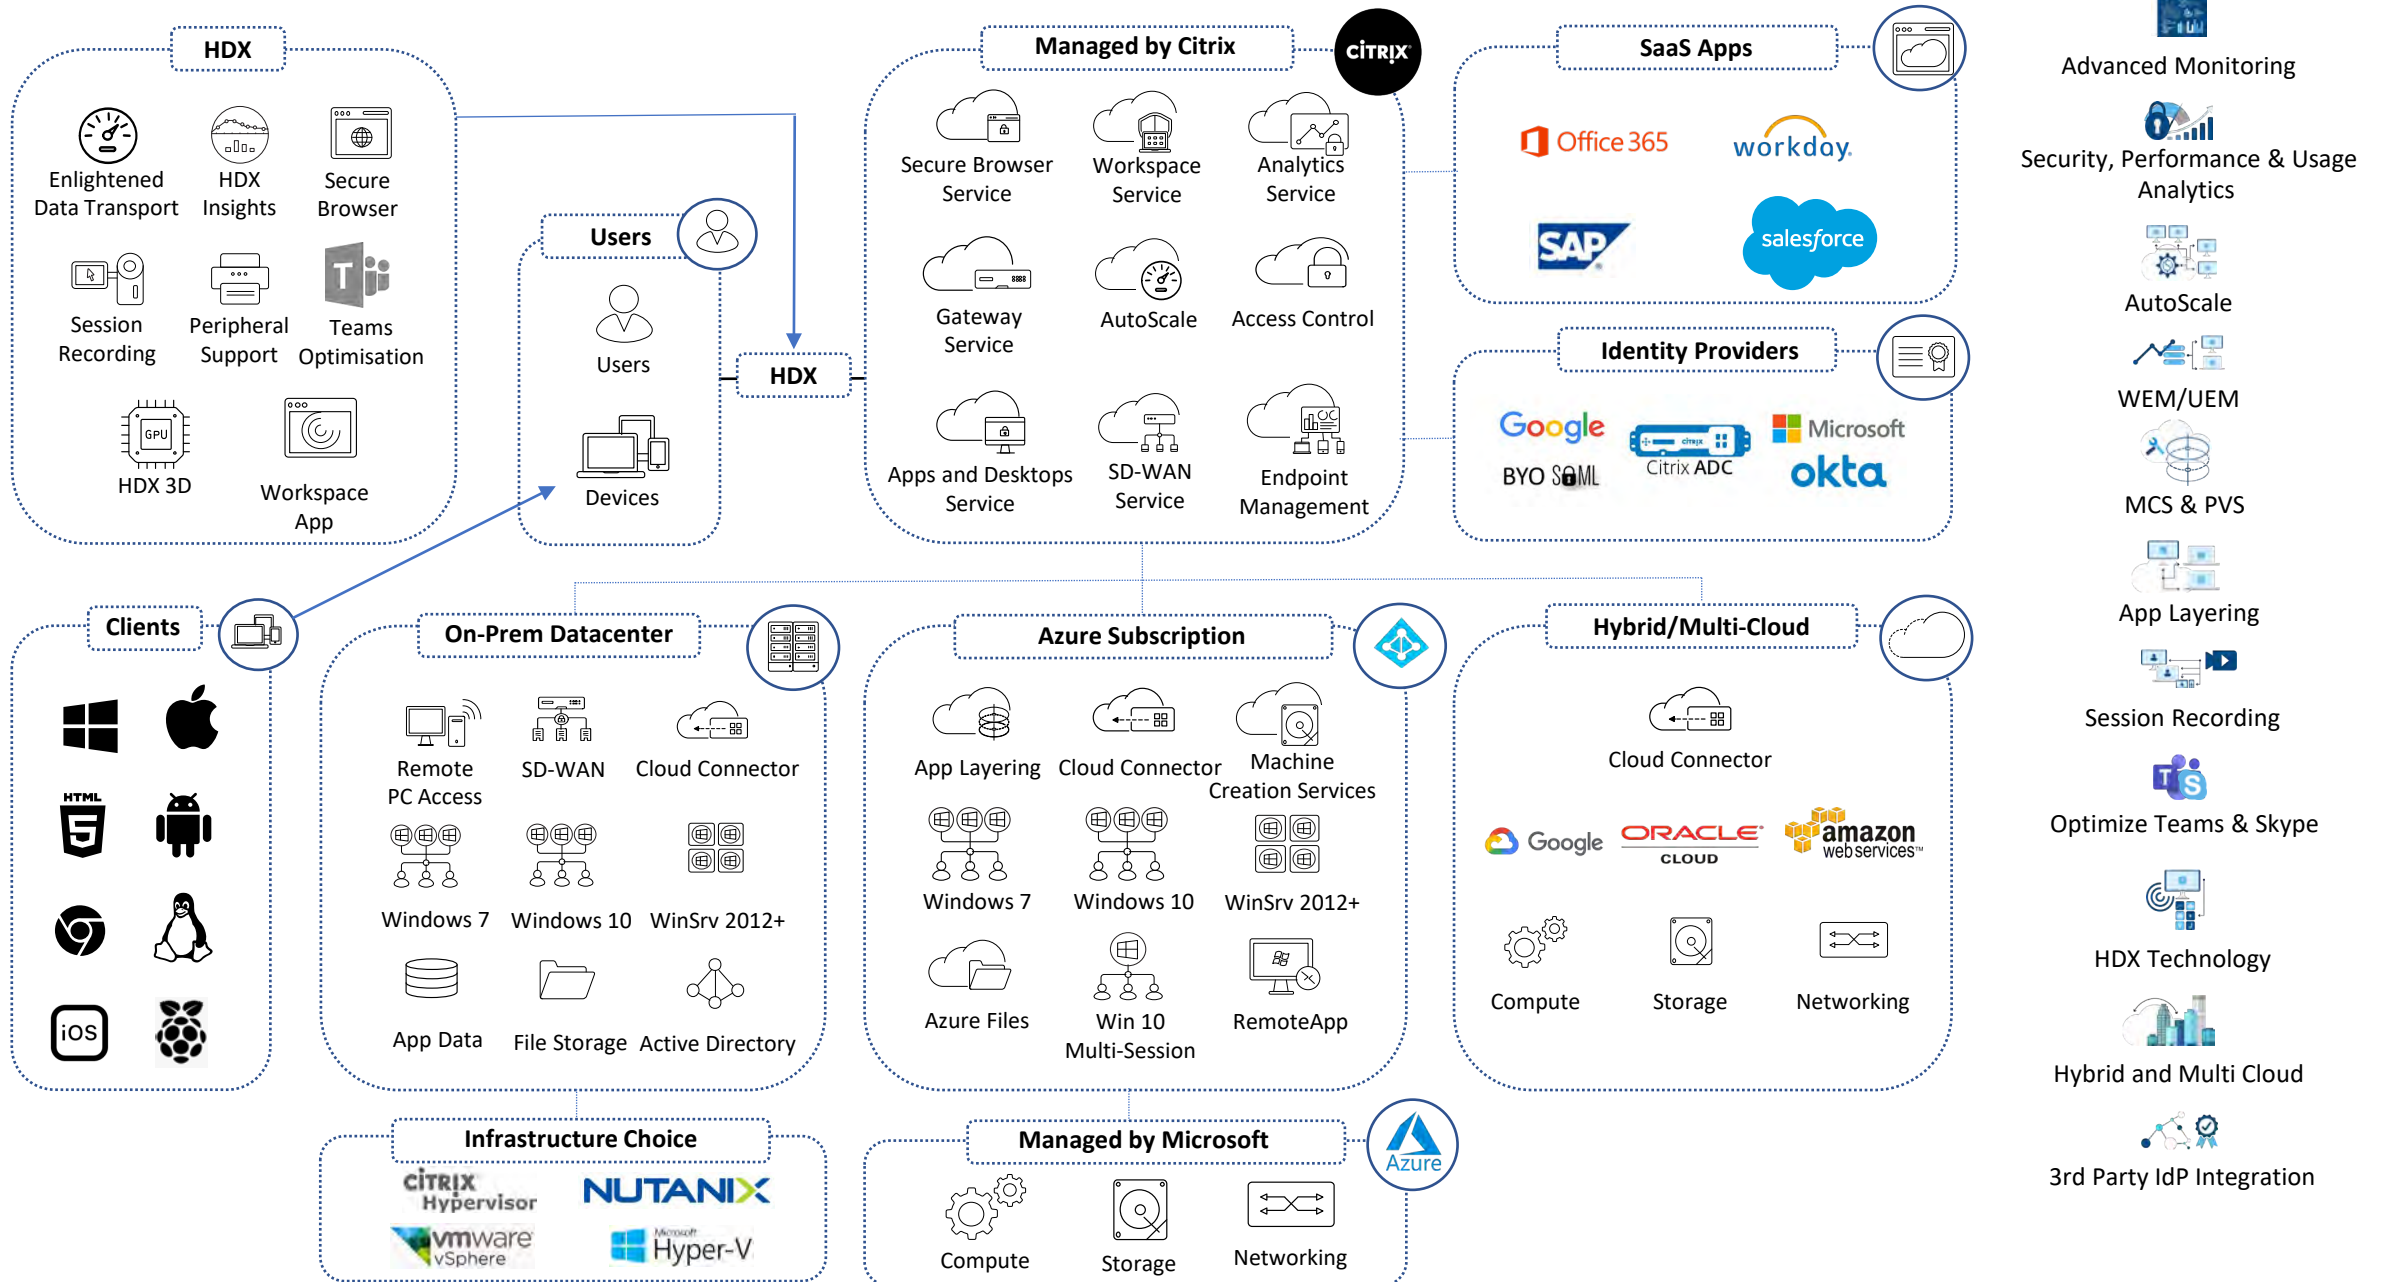 HDX
Enlightened
Data Transport
HDX
Insights
Secure
Browser
Session
Recording
Peripheral
Support
Teams
Optimisation
GPU
HDX 3D
Workspace
App
Users
Users
Devices
HDX
Managed by Citrix
CITRIX
Secure Browser
Service
Workspace
Service
Analytics
Service
Gateway
Service
AutoScale
Access Control
Apps and Desktops
Service
SD-WAN
Service
Endpoint
Management
SaaS Apps
Office 365
workday.
SAP
salesforce
Identity Providers
Google
CITRIX
Citrix ADC
Microsoft
BYO SAML
okta
Clients
HTML
5
iOS
On-Prem Datacenter
Remote
PC Access
SD-WAN
Cloud Connector
Windows 7
Windows 10
WinSrv 2012+
App Data
File Storage
Active Directory
Infrastructure Choice
CITRIX
Hypervisor
NUTANIX
vmware
vSphere
Microsoft
Hyper-V
Azure Subscription
App Layering
Cloud Connector
Machine
Creation Services
Windows 7
Windows 10
WinSrv 2012+
Azure Files
Win 10
Multi-Session
RemoteApp
Managed by Microsoft
Azure
Compute
Storage
Networking
Hybrid/Multi-Cloud
Cloud Connector
Google
ORACLE
CLOUD
amazon
webservices™
Compute
Storage
Networking
Advanced Monitoring
Security, Performance & Usage
Analytics
AutoScale
WEM/UEM
MCS & PVS
App Layering
Session Recording
T S
Optimize Teams & Skype
HDX Technology
Hybrid and Multi Cloud
3rd Party IdP Integration